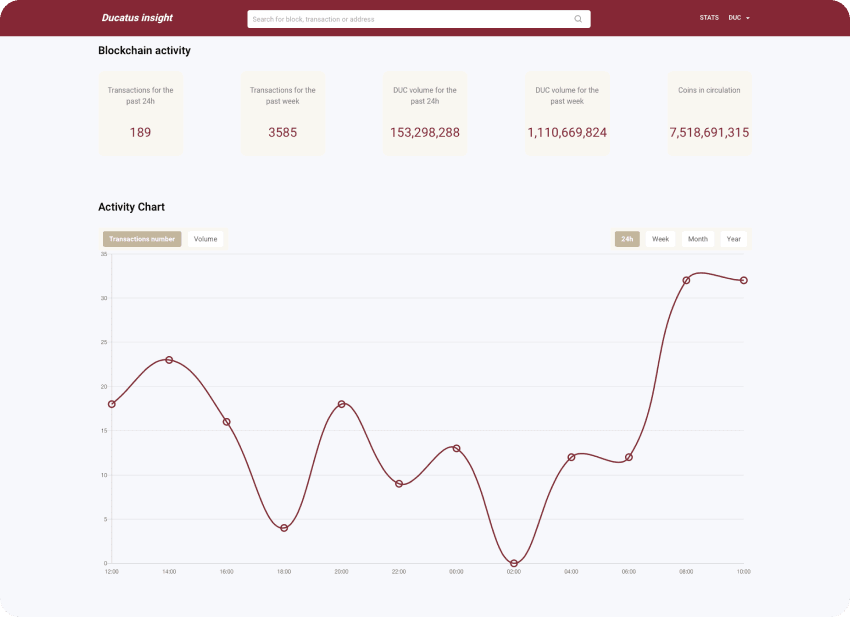 Ducatus insight
Search for block, transaction or address
STATS
DUC
Blockchain activity
Transactions for the
past 24h
189
Transactions for the
past week
3585
DUC volume for the
past 24h
153,298,288
DUC volume for the
past week
1,110,669,824
Coins in circulation
7,518,691,315
Activity Chart
Transactions number
Volume
24h
Week
Month
Year
35
30
25
20
15
10
5
0
12:00
14:00
16:00
18:00
20:00
22:00
00:00
02:00
04:00
06:00
08:00
10:00